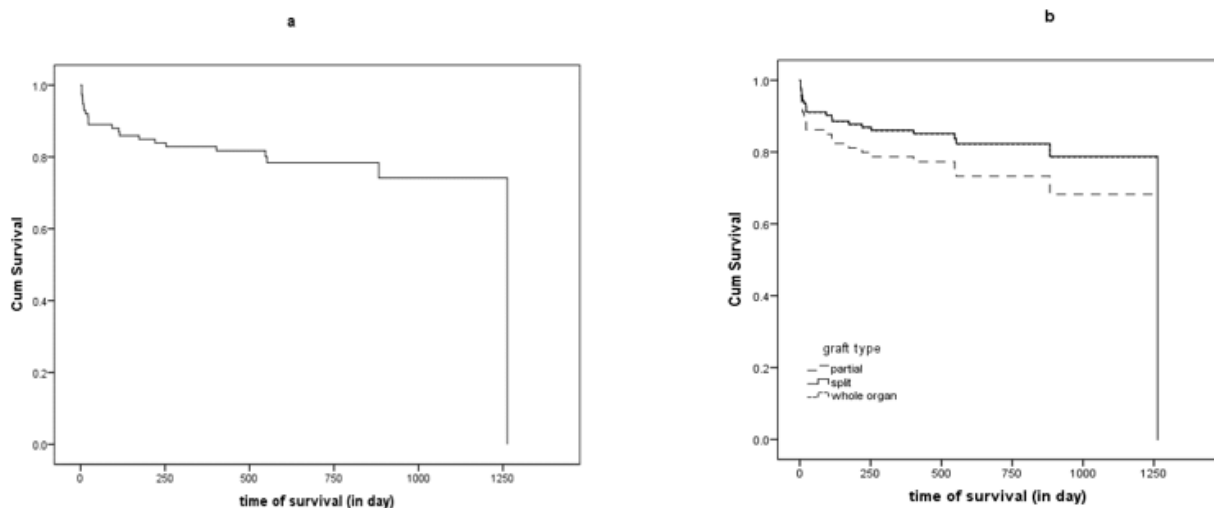 a
1.0
0.8
0.6
0.4
0.2
0.0
Cum Survival
0
250
500
750
1000
1250
time of survival (in day)
b
1.0
0.8
0.6
0.4
0.2
0.0
Cum Survival
graft type
partial
split
whole organ
0
250
500
750
1000
1250
time of survival (in day)